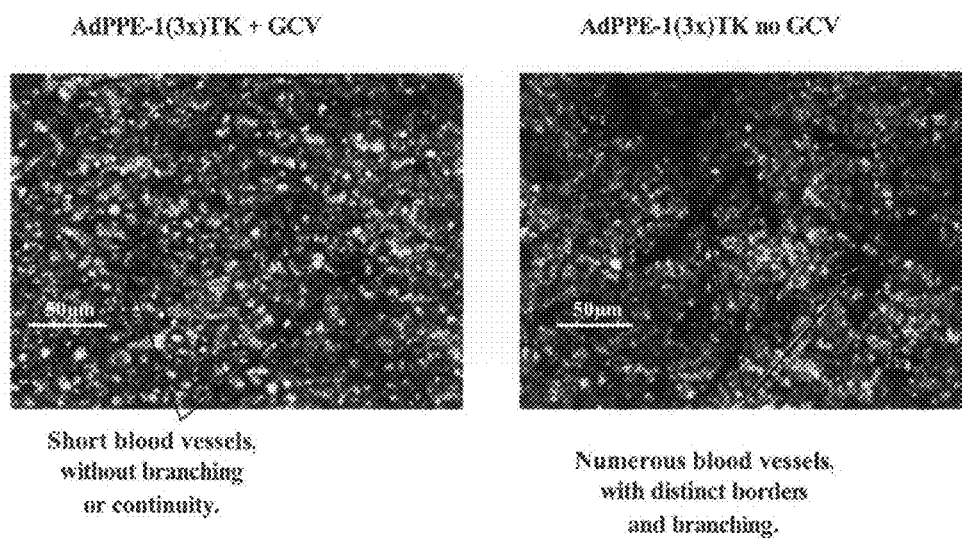 AdPPE-1(3x)TK + GCV
AdPPE-1(3x)TK no GCV
50μm
50μm
Short blood vessels,
without branching
or continuity.
Numerous blood vessels,
with distinct borders
and branching.